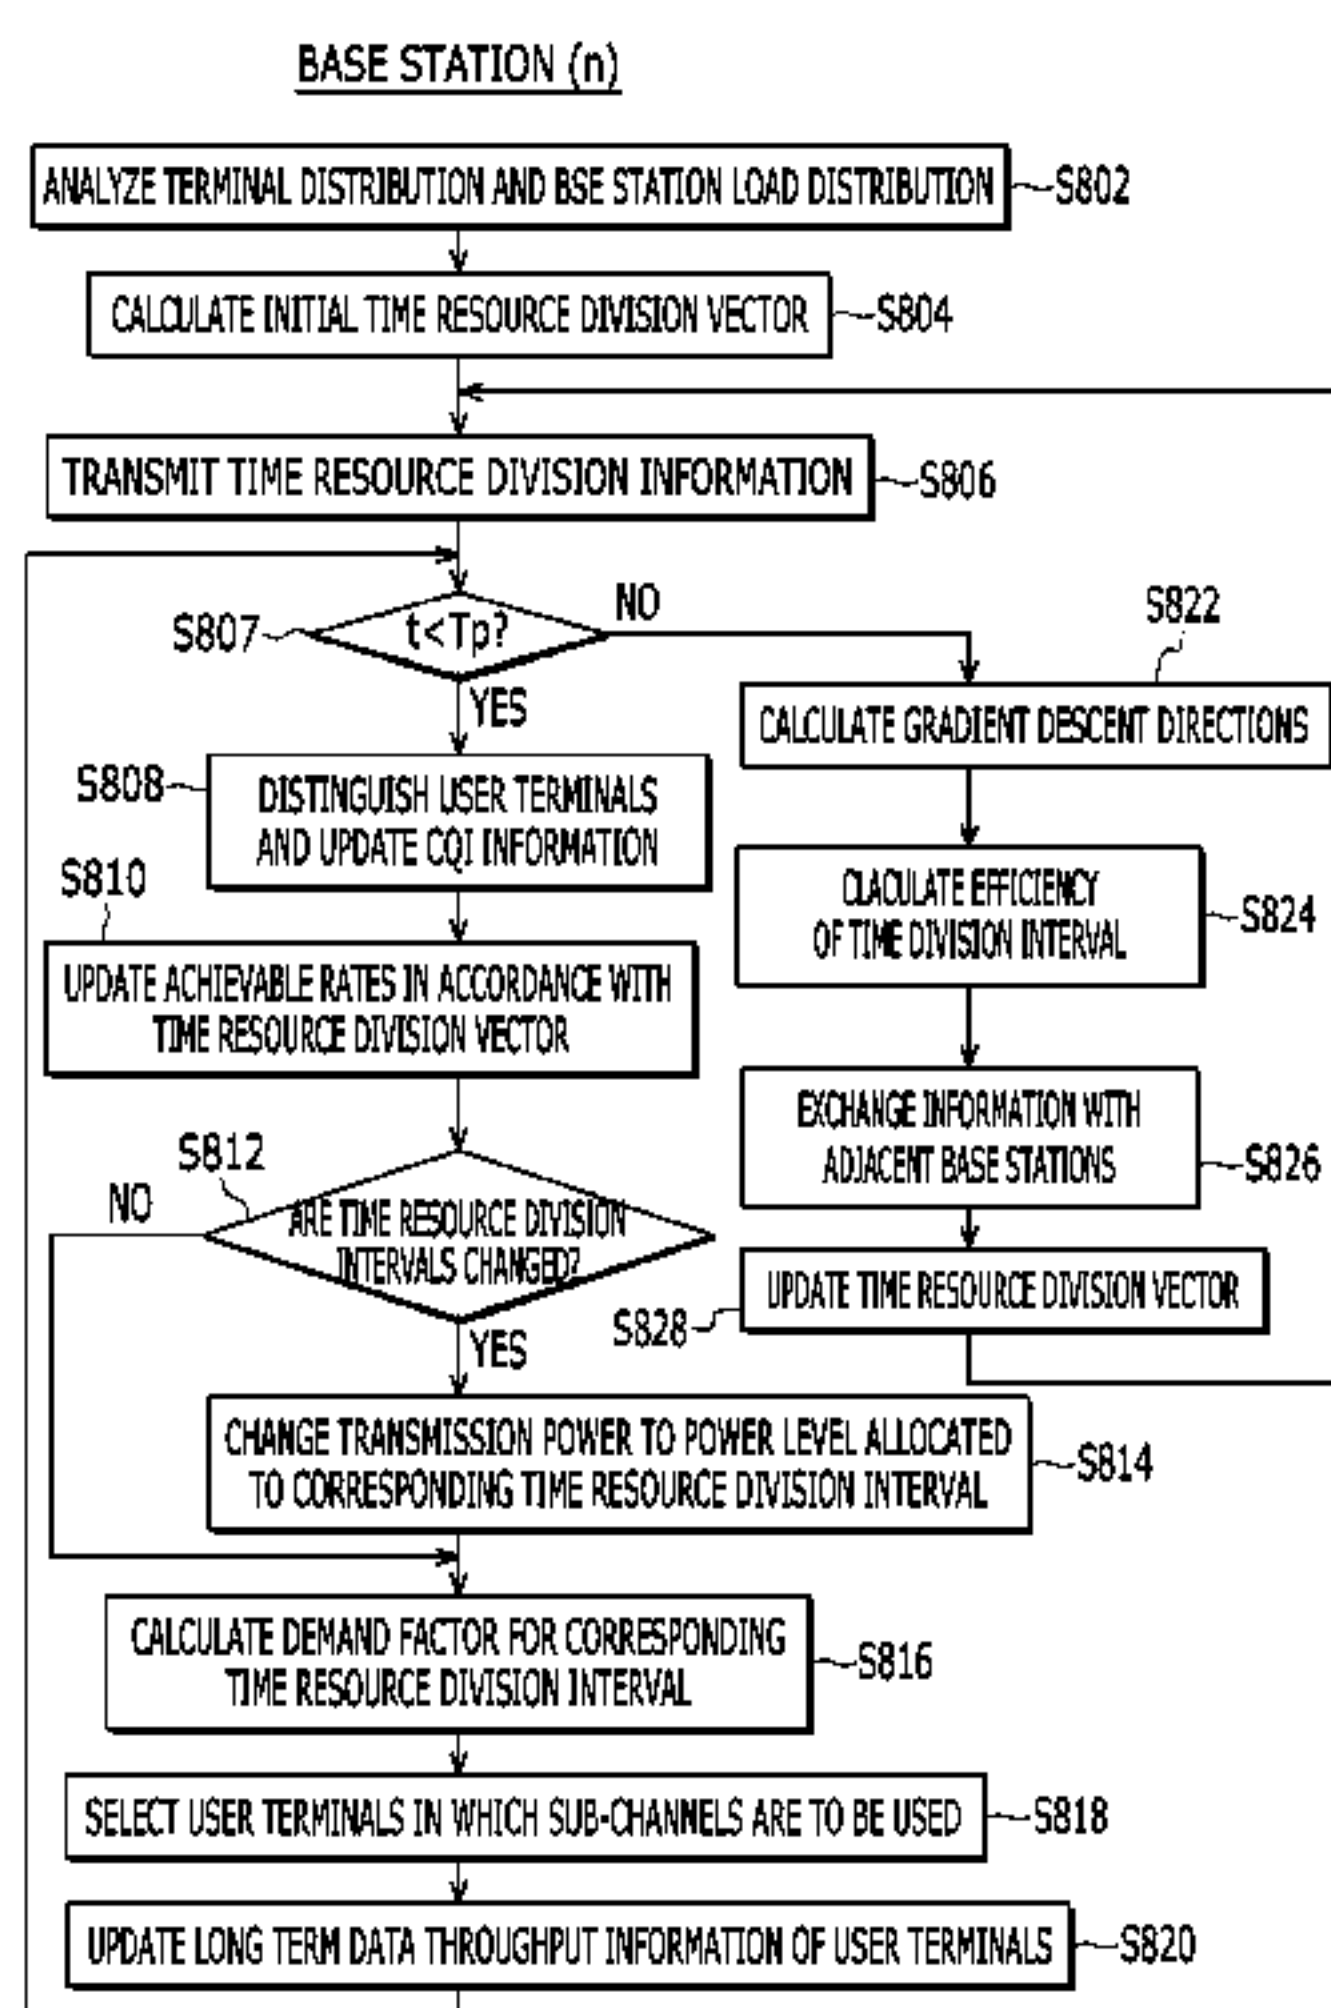 BASE STATION (n)
ANALYZE TERMINAL DISTRIBUTION AND BSE STATION LOAD DISTRIBUTION
S802
CALCULATE INITIAL TIME RESOURCE DIVISION VECTOR
S804
TRANSMIT TIME RESOURCE DIVISION INFORMATION
S806
S807
t<Tp?
NO
YES
S808
DISTINGUISH USER TERMINALS
AND UPDATE CQI INFORMATION
S810
UPDATE ACHIEVABLE RATES IN ACCORDANCE WITH
TIME RESOURCE DIVISION VECTOR
S812
NO
ARE TIME RESOURCE DIVISION
INTERVALS CHANGED?
YES
CHANGE TRANSMISSION POWER TO POWER LEVEL ALLOCATED
TO CORRESPONDING TIME RESOURCE DIVISION INTERVAL
S814
CALCULATE DEMAND FACTOR FOR CORRESPONDING
TIME RESOURCE DIVISION INTERVAL
S816
SELECT USER TERMINALS IN WHICH SUB-CHANNELS ARE TO BE USED
S818
UPDATE LONG TERM DATA THROUGHPUT INFORMATION OF USER TERMINALS
S820
S822
CALCULATE GRADIENT DESCENT DIRECTIONS
CLACULATE EFFICIENCY
OF TIME DIVISION INTERVAL
S824
EXCHANGE INFORMATION WITH
ADJACENT BASE STATIONS
S826
UPDATE TIME RESOURCE DIVISION VECTOR
S828